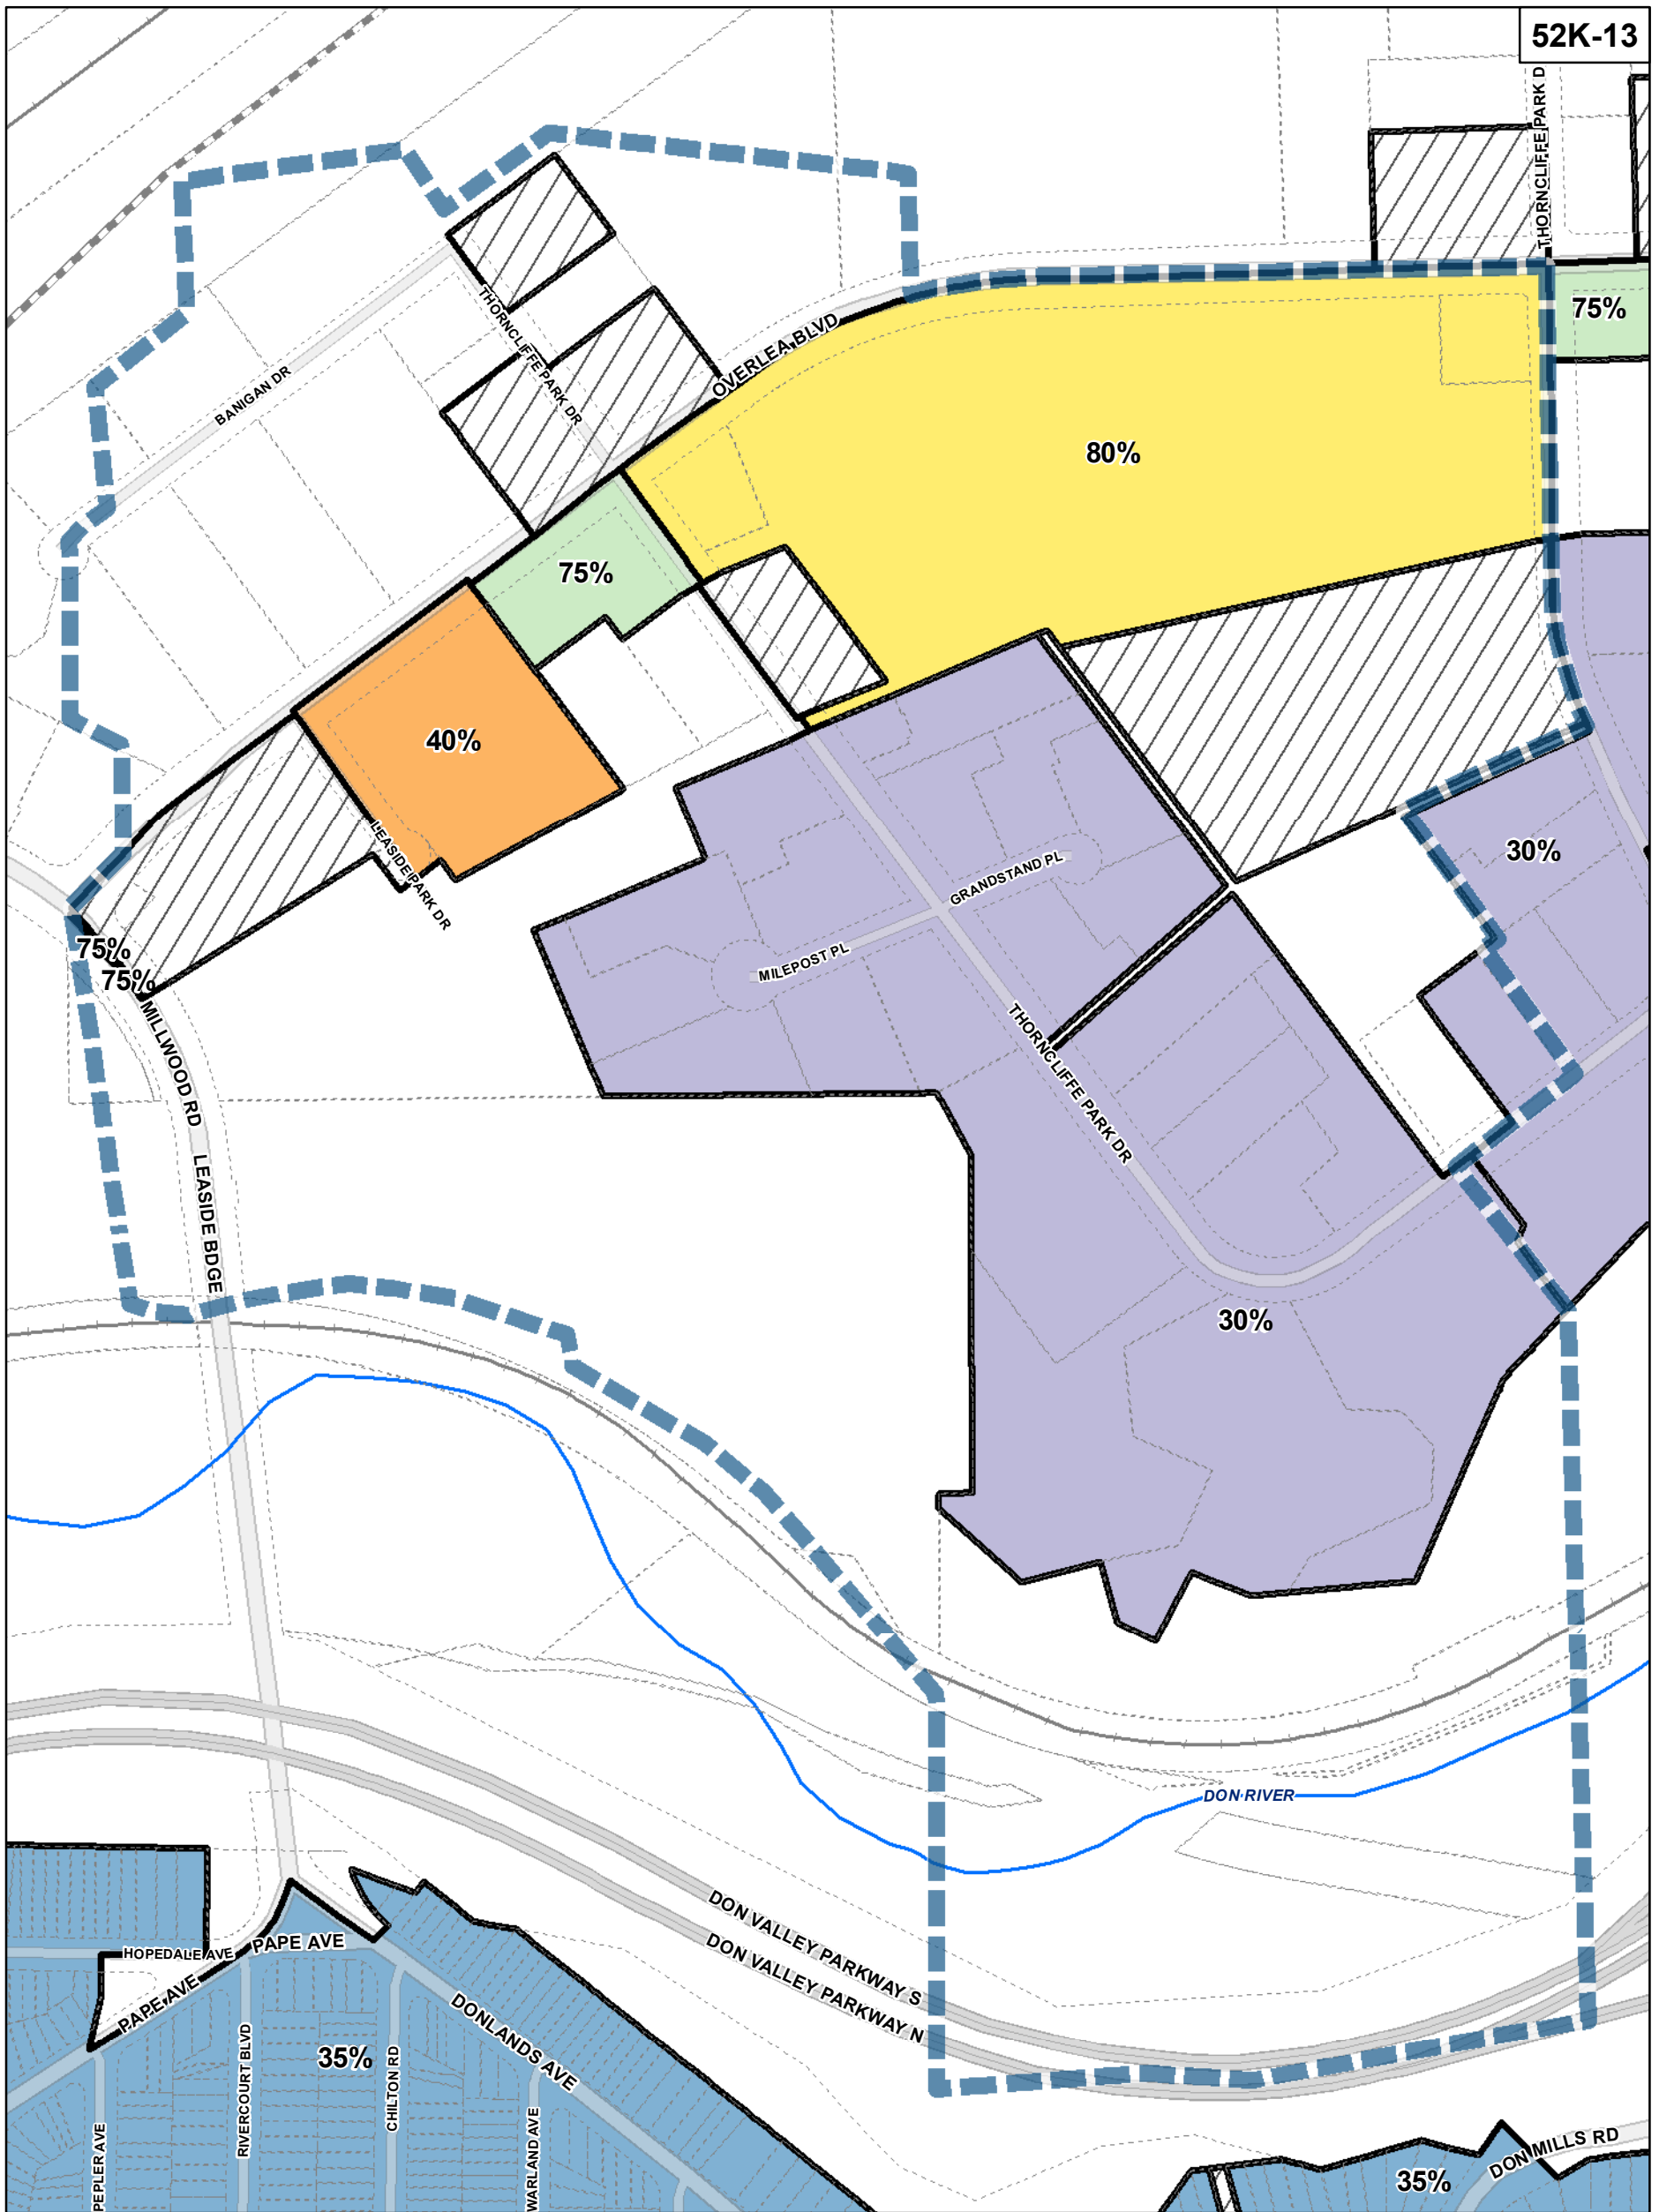 52K-13
THORNCLIFFE PARK D
75%
THORNCLIFFE PARK DR
OVERLEA BLVD
BANIGAN DR
80%
75%
40%
LEASIDE PARK DR
30%
GRANDSTAND PL
MILEPOST PL
75%
75%
MILLWOOD RD
THORNCLIFFE PARK DR
LEASIDE BDGE
30%
DON RIVER
DON VALLEY PARKWAY S
DON VALLEY PARKWAY N
HOPEDALE AVE
PAPE AVE
PAPE AVE
DONLANDS AVE
35%
RIVERCOURT BLVD
CHILTON RD
PEPLER AVE
WARLAND AVE
DON MILLS RD
35%